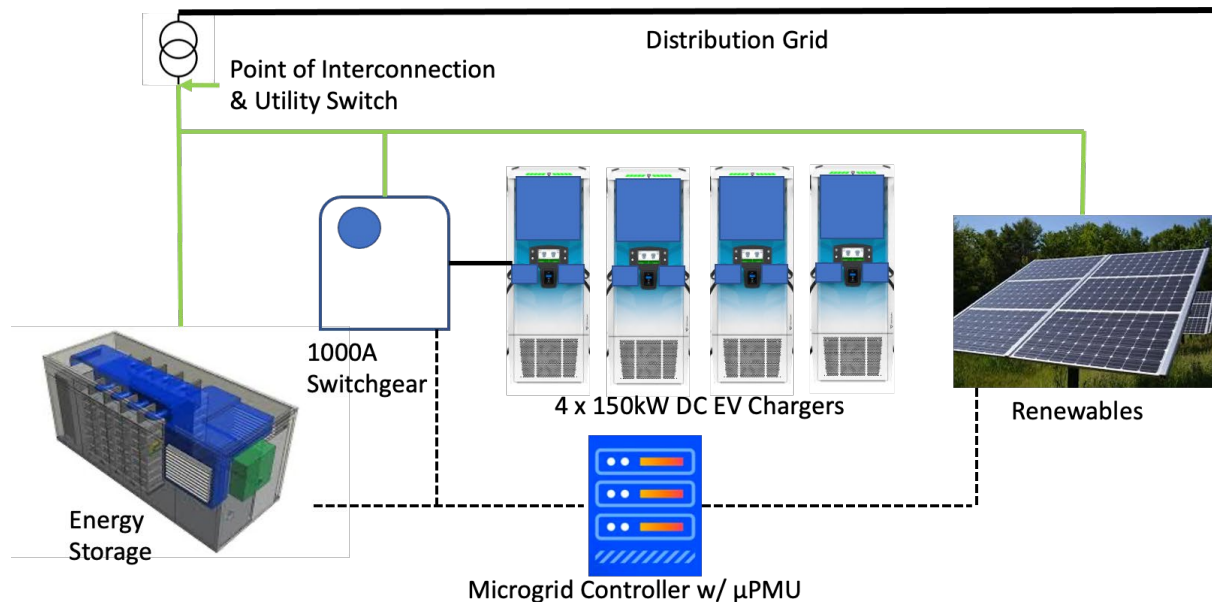 Distribution Grid
Point of Interconnection
& Utility Switch
1000A
Switchgear
4 x 150kW DC EV Chargers
Renewables
Energy
Storage
Microgrid Controller w/ µPMU